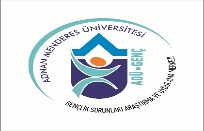 ADNAN MENDERES ÜNİVERSİTESİ
ADÜ-GENÇ
GENÇLİK SORUNLARI ARAŞTIRMA VE UYGULAMA MERKEZİ